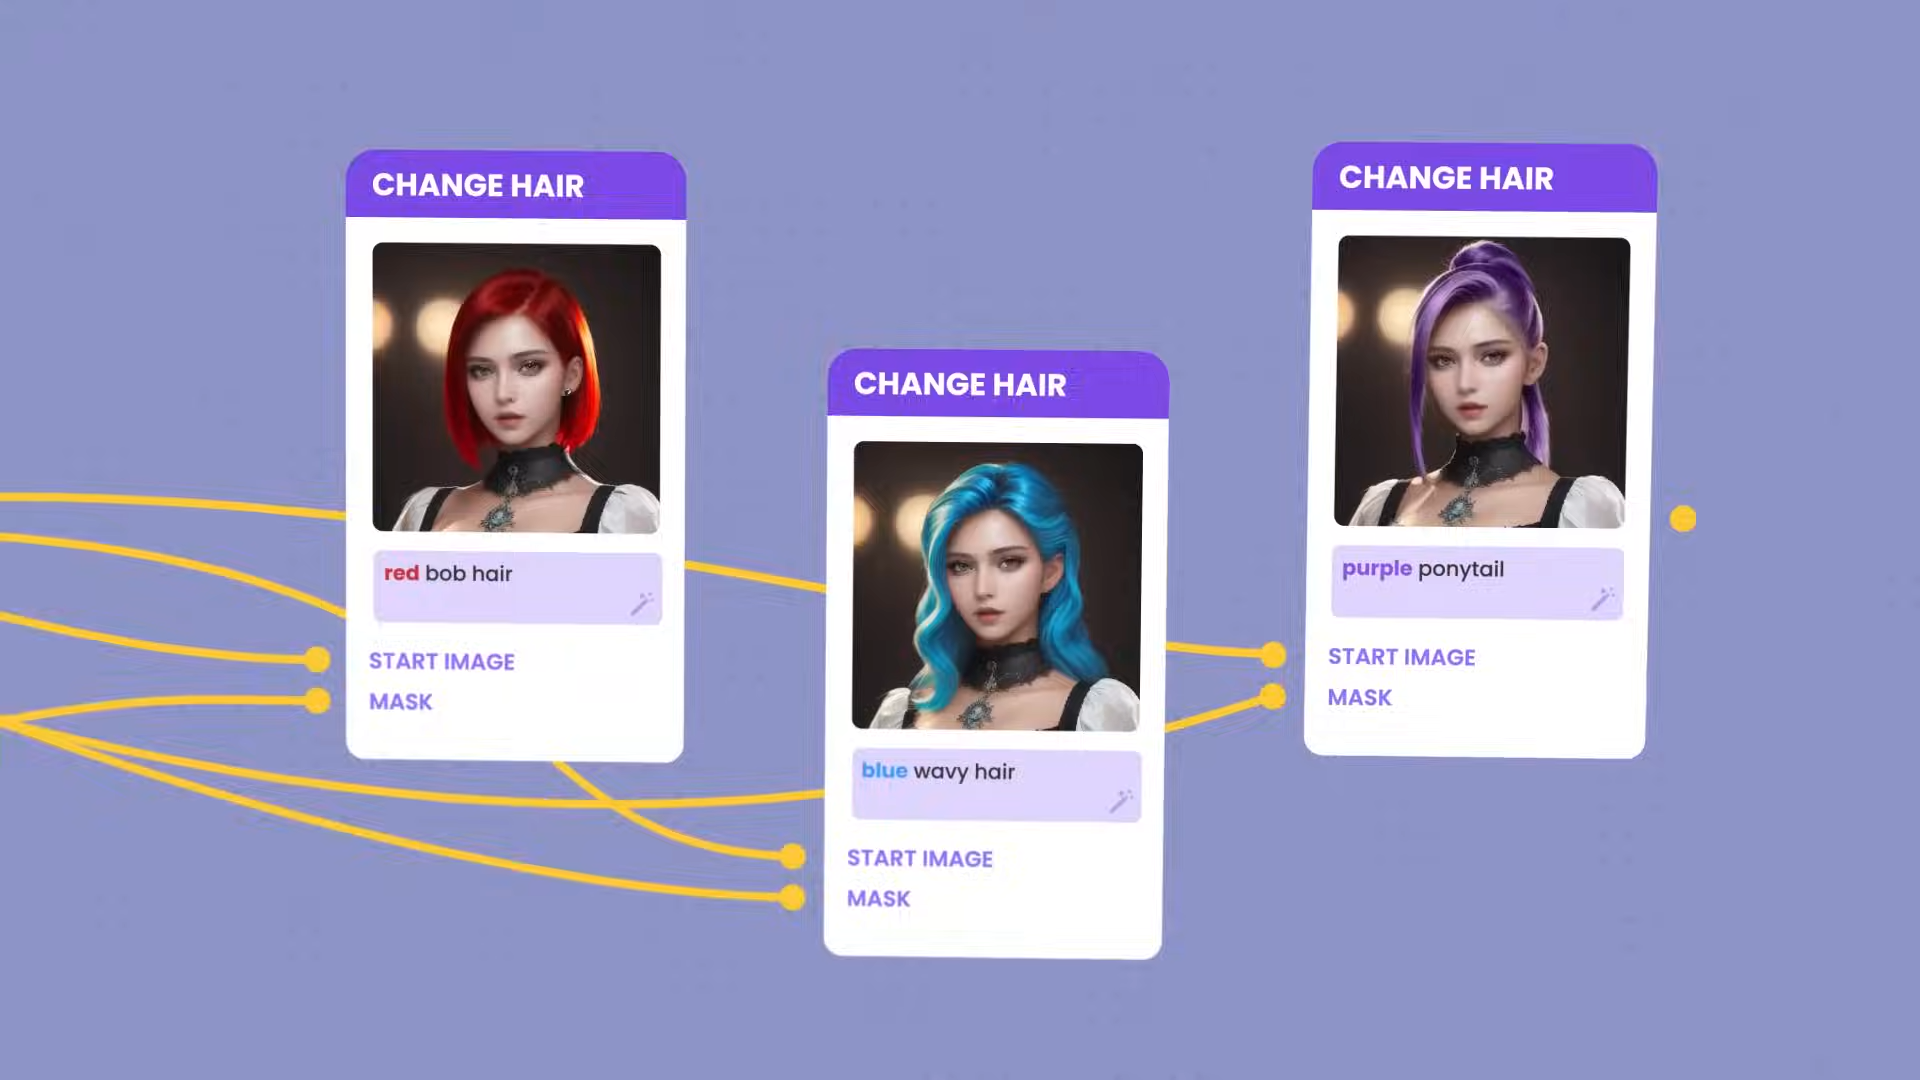 CHANGE HAIR
red bob hair
START IMAGE
MASK
CHANGE HAIR
blue wavy hair
START IMAGE
MASK
CHANGE HAIR
purple ponytail
START IMAGE
MASK